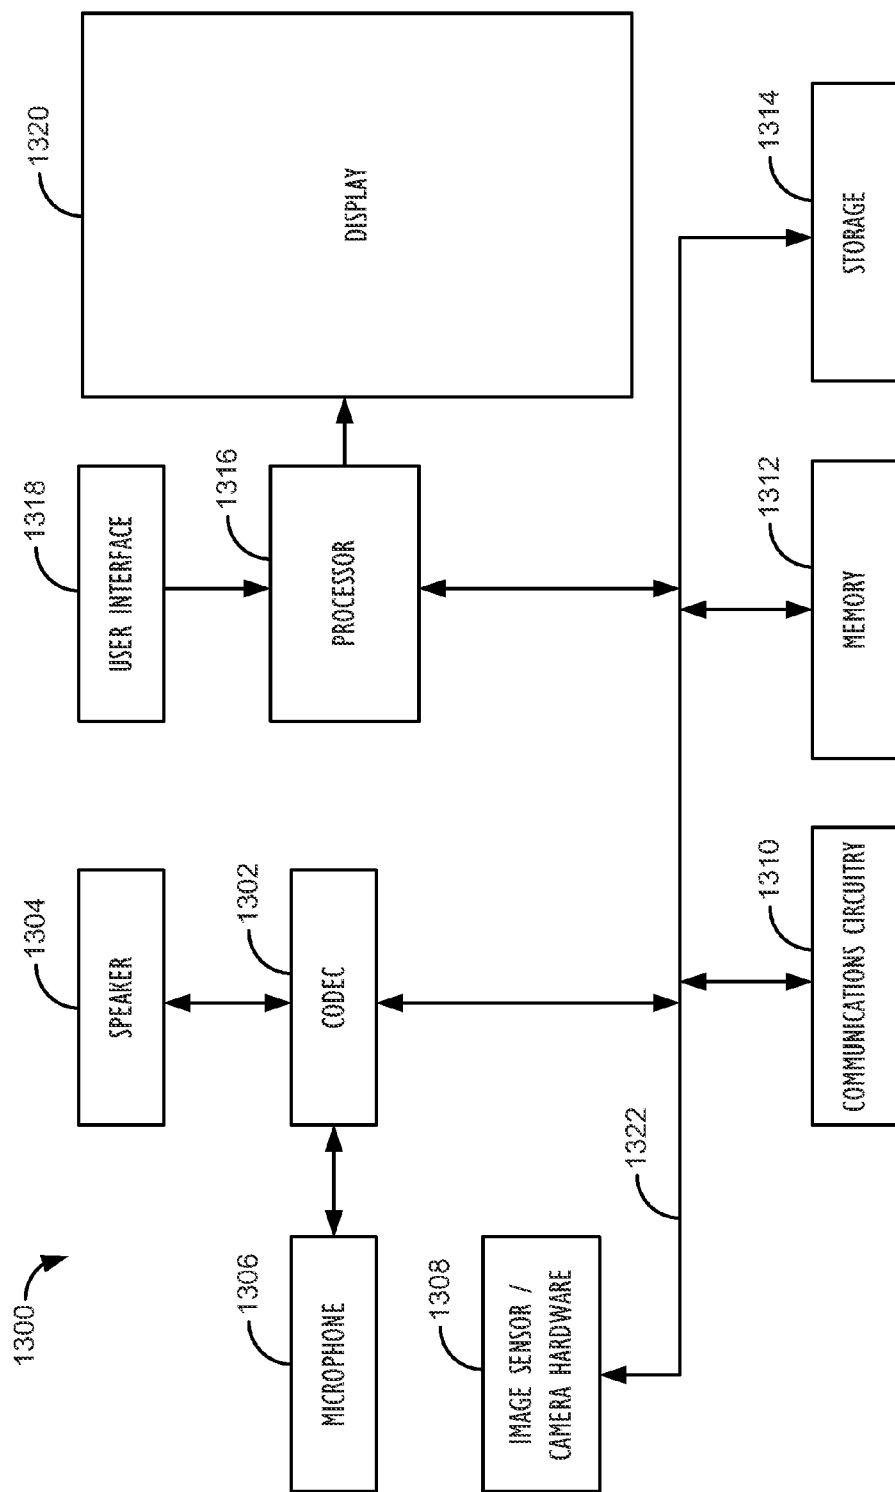 1300
SPEAKER
1304
USER INTERFACE
1318
1320
DISPLAY
MICROPHONE
1306
CODEC
1302
PROCESSOR
1316
IMAGE SENSOR /
CAMERA HARDWARE
1308
1322
COMMUNICATIONS CIRCUITRY
1310
MEMORY
1312
STORAGE
1314